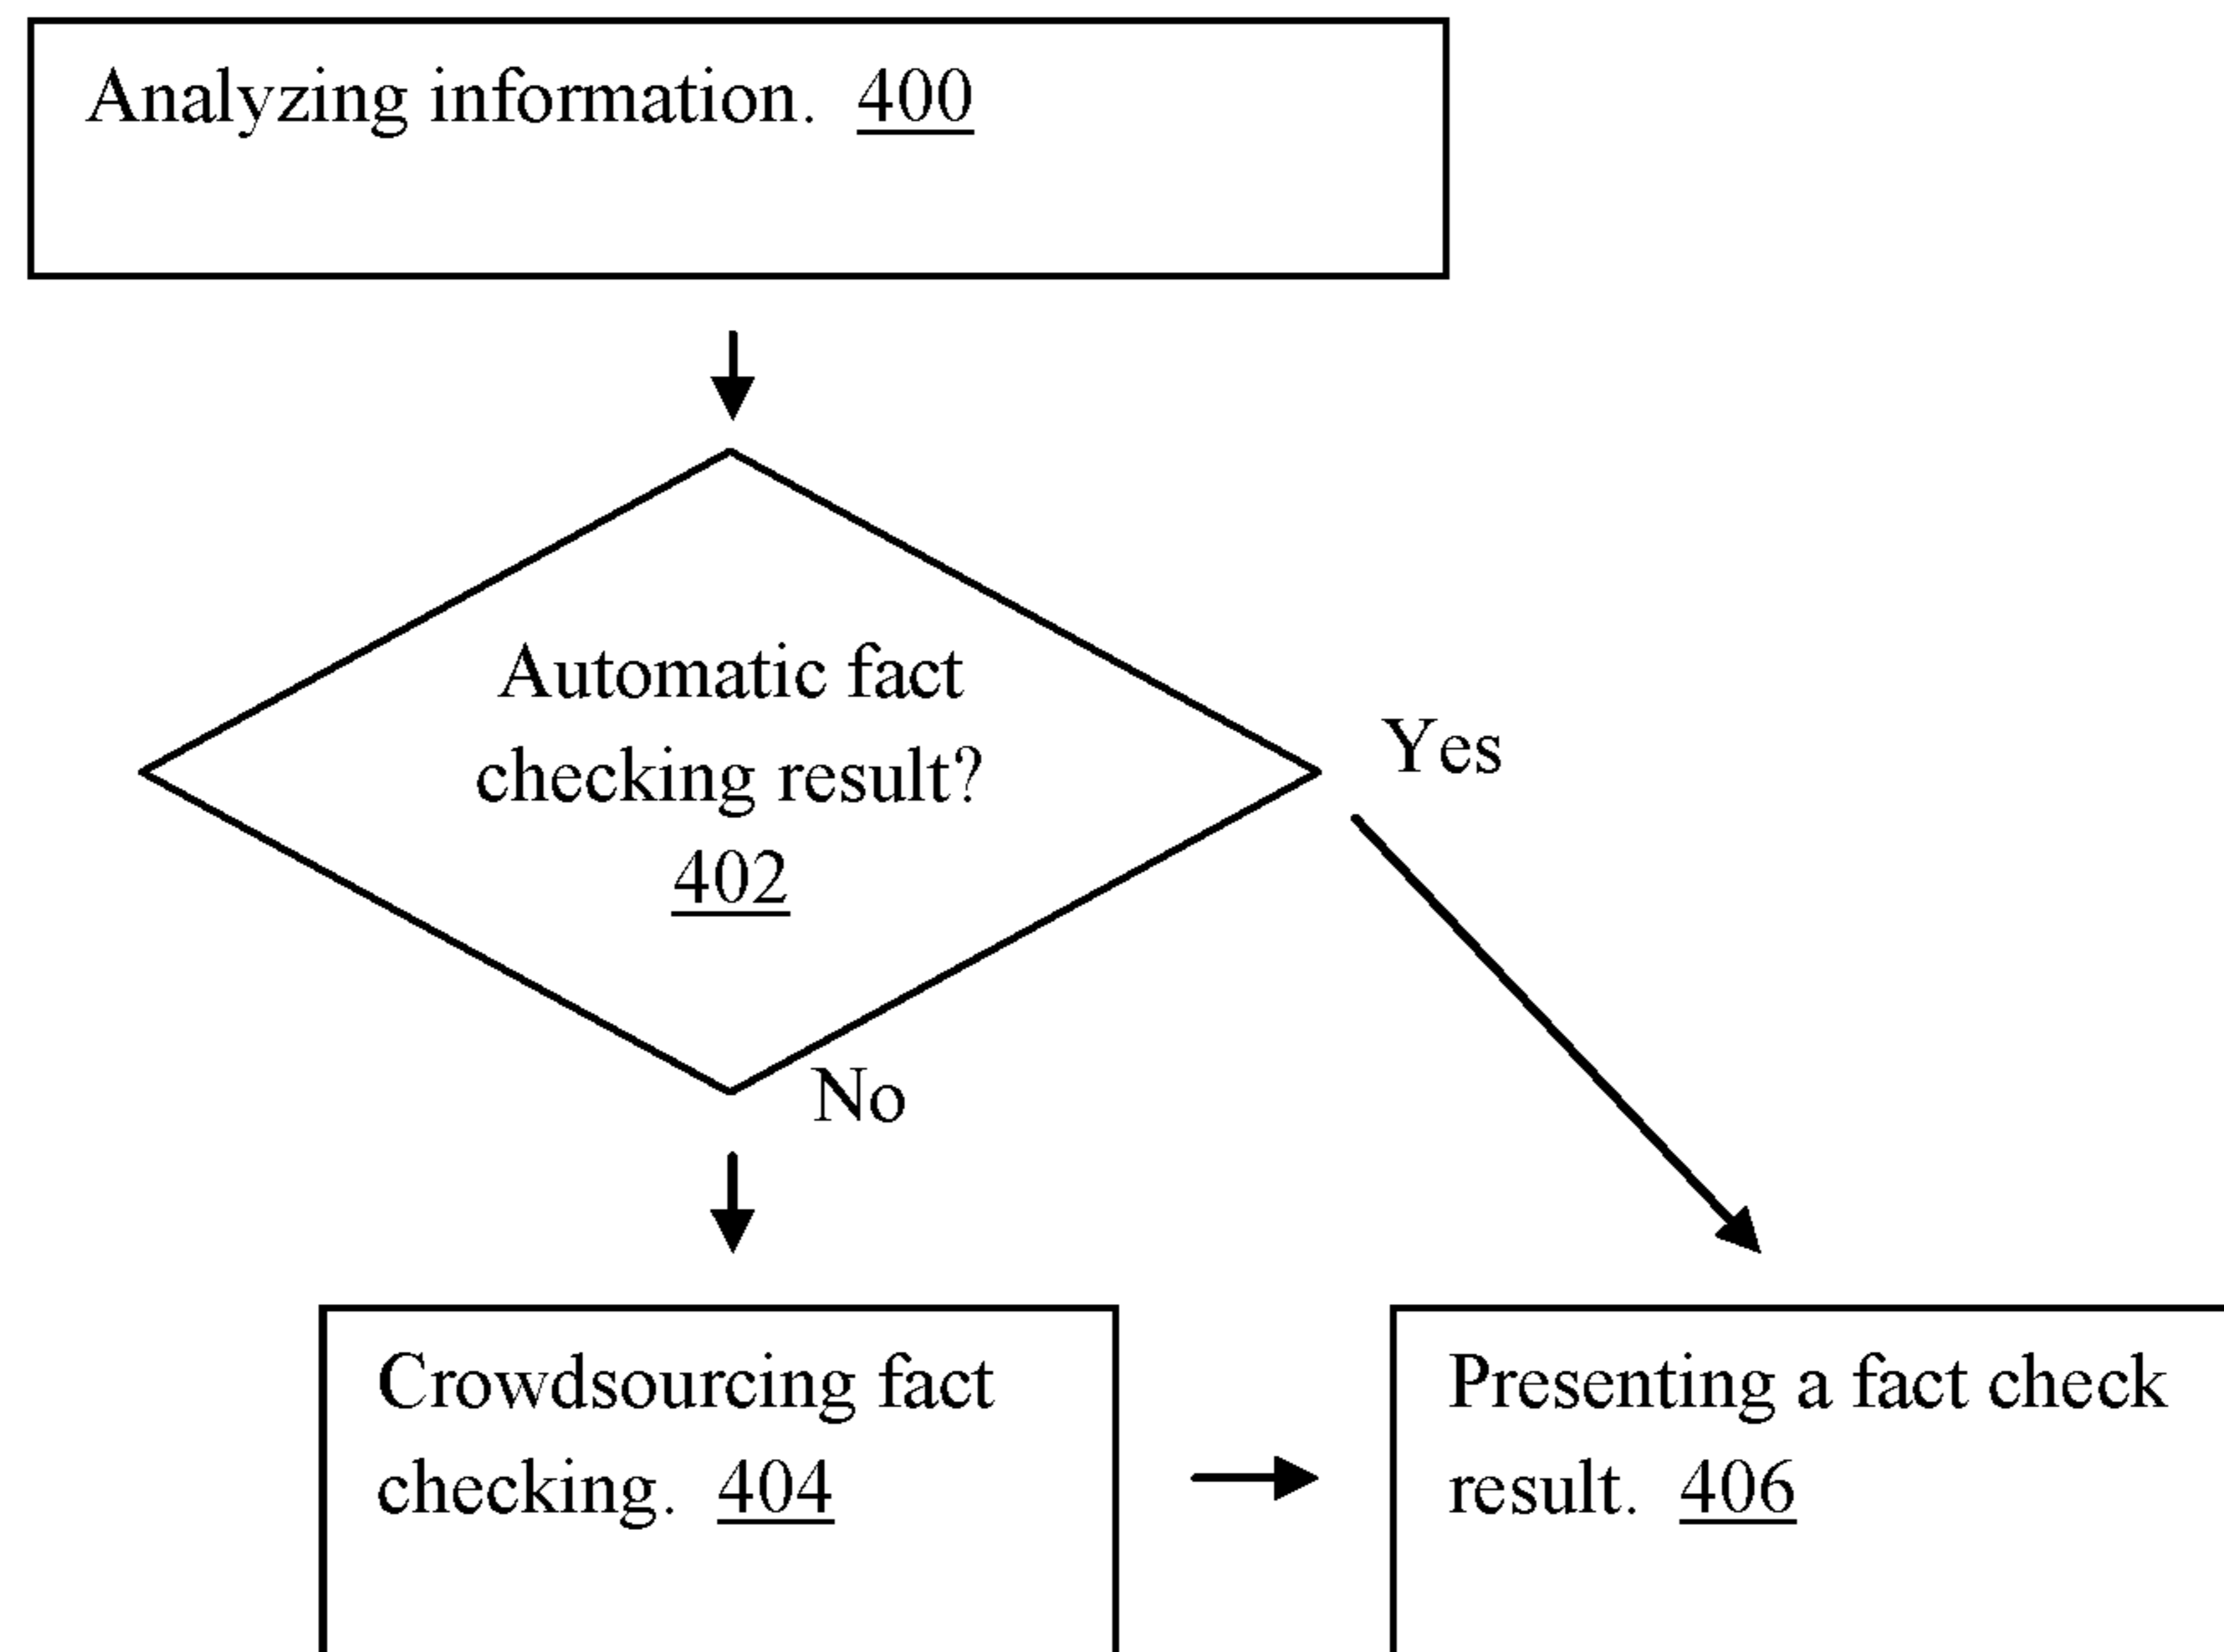 Analyzing information. 400
Automatic fact
checking result?
402
Yes
No
Crowdsourcing fact
checking. 404
Presenting a fact check
result. 406